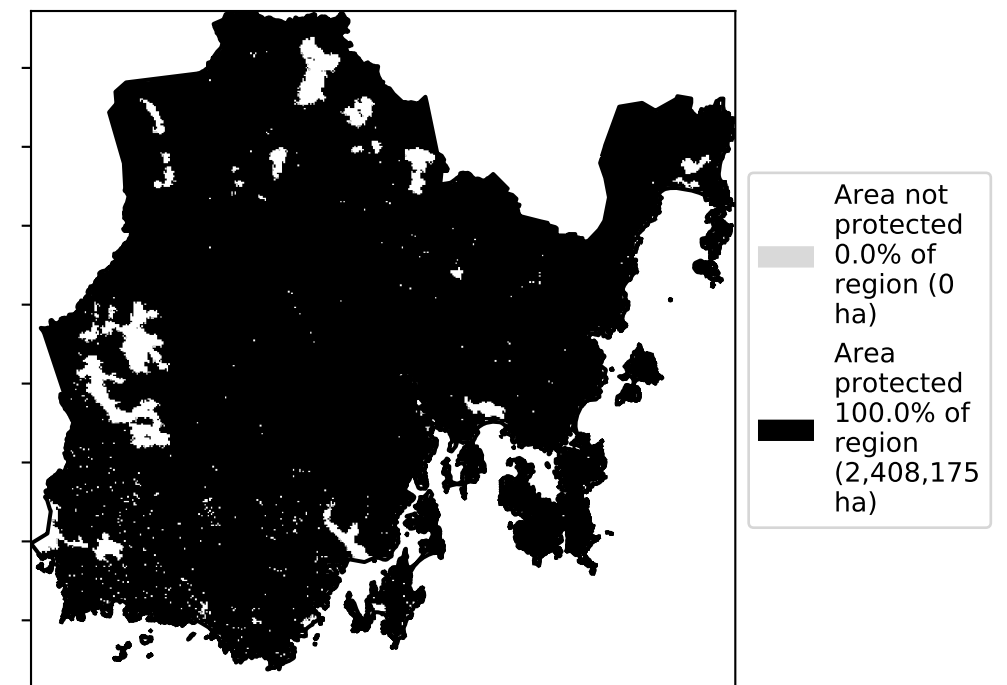 Area not
protected
0.0% of
region (0
ha)
Area
protected
100.0% of
region
(2,408,175
ha)